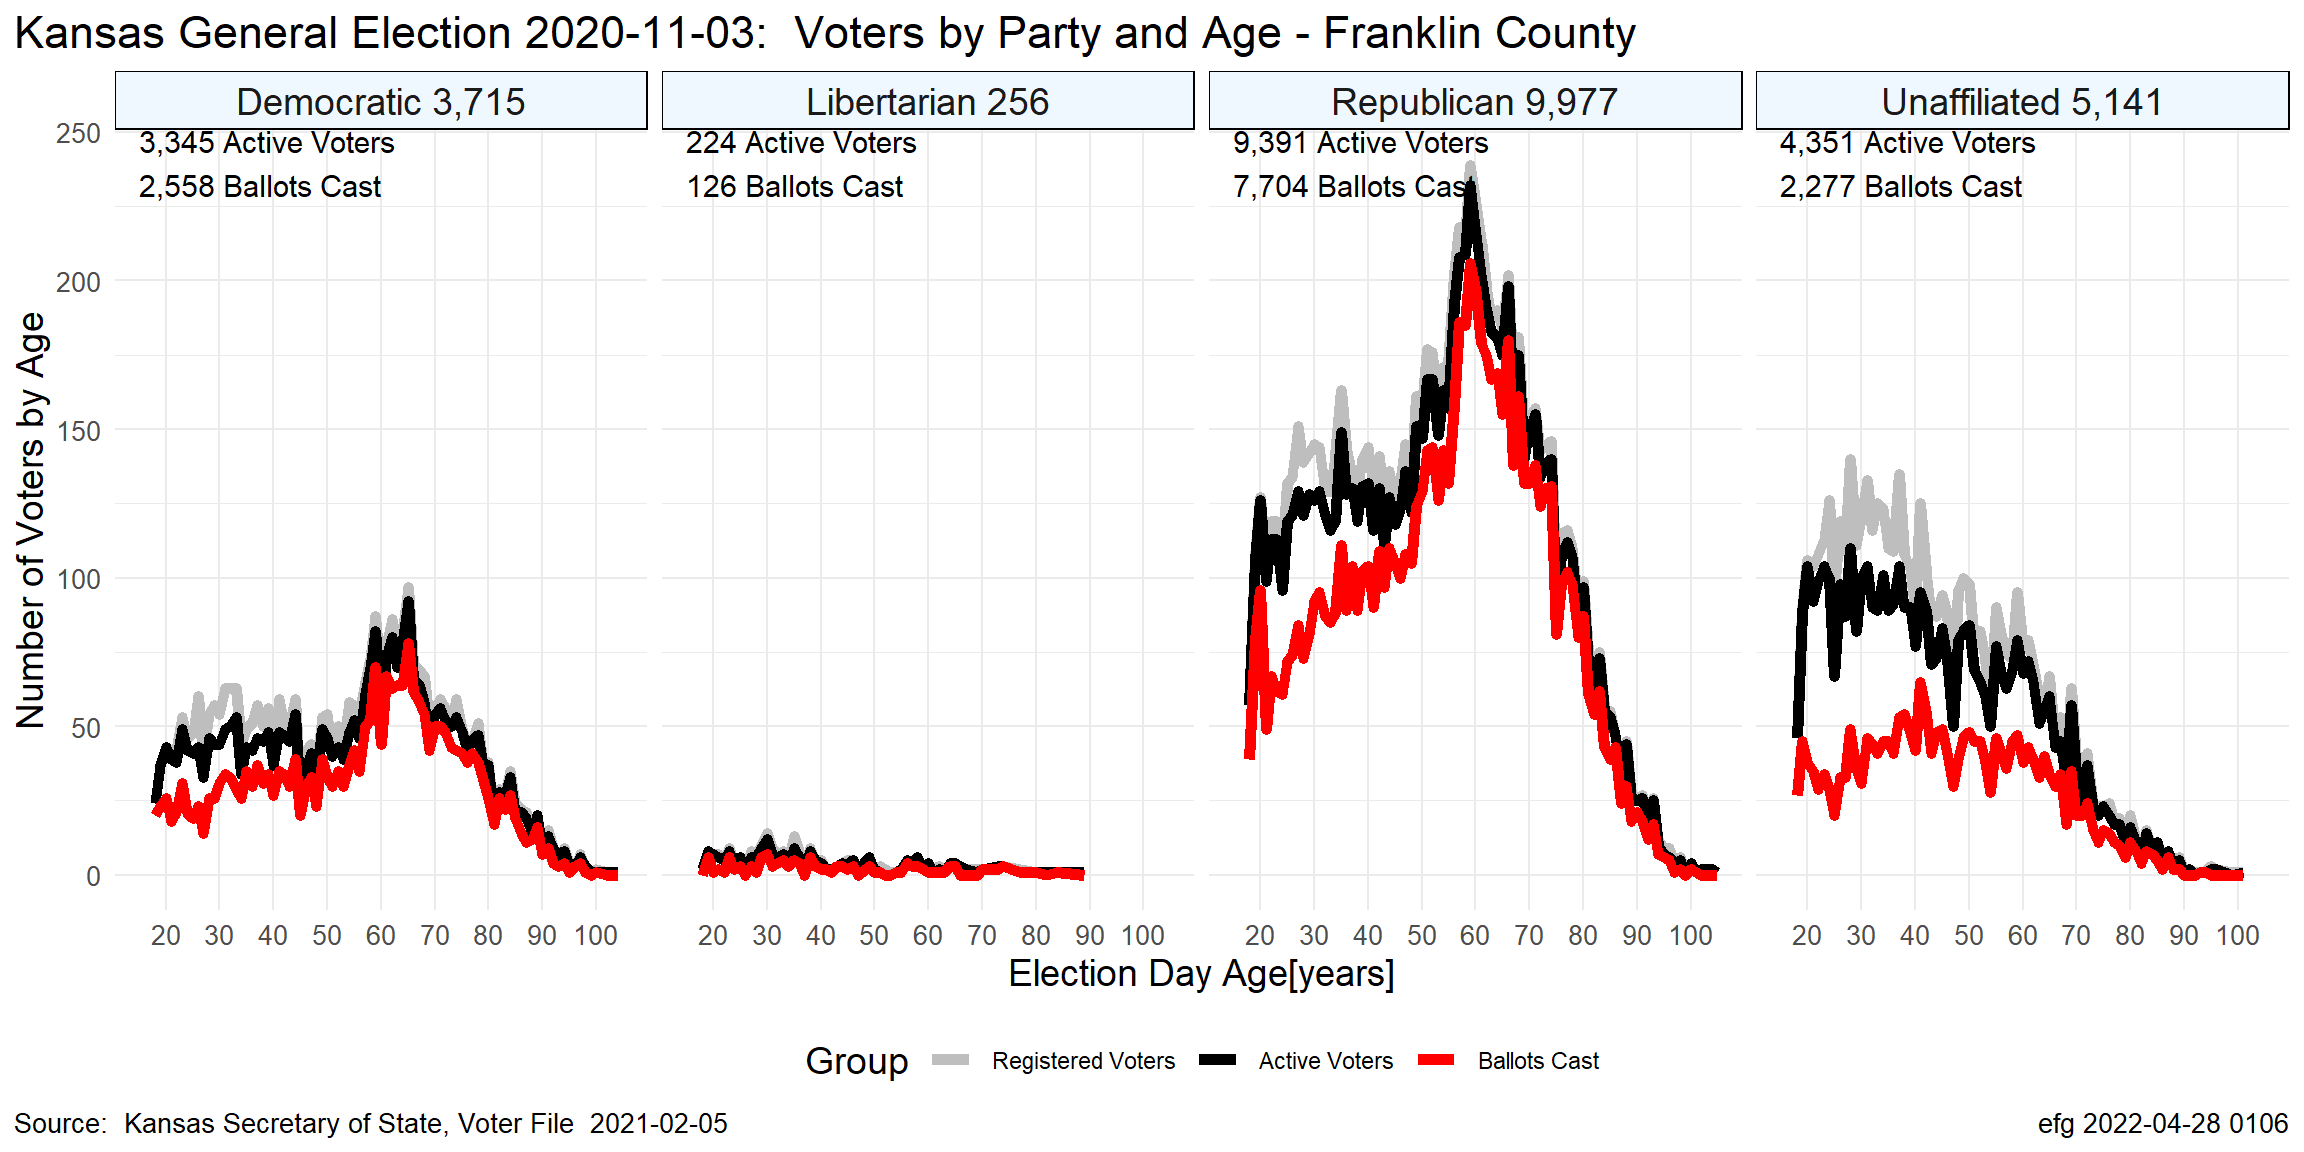 Kansas General Election 2020-11-03:  Voters by Party and Age - Franklin County
Democratic 3,715
Libertarian 256
Republican 9,977
Unaffiliated 5,141
3,345 Active Voters
2,558 Ballots Cast
224 Active Voters
126 Ballots Cast
9,391 Active Voters
7,704 Ballots Cast
4,351 Active Voters
2,277 Ballots Cast
Number of Voters by Age
250
200
150
100
50
0
20 30 40 50 60 70 80 90 100
20 30 40 50 60 70 80 90 100
20 30 40 50 60 70 80 90 100
20 30 40 50 60 70 80 90 100
Election Day Age[years]
Group Registered Voters Active Voters Ballots Cast
Source:  Kansas Secretary of State, Voter File  2021-02-05
efg 2022-04-28 0106